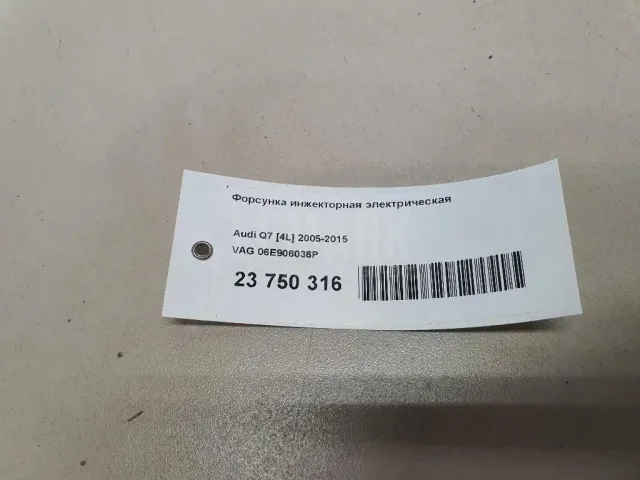 Форсунка инжекторная электрическая
Audi Q7 [4L] 2005-2015
VAG 06E906036P
23 750 316